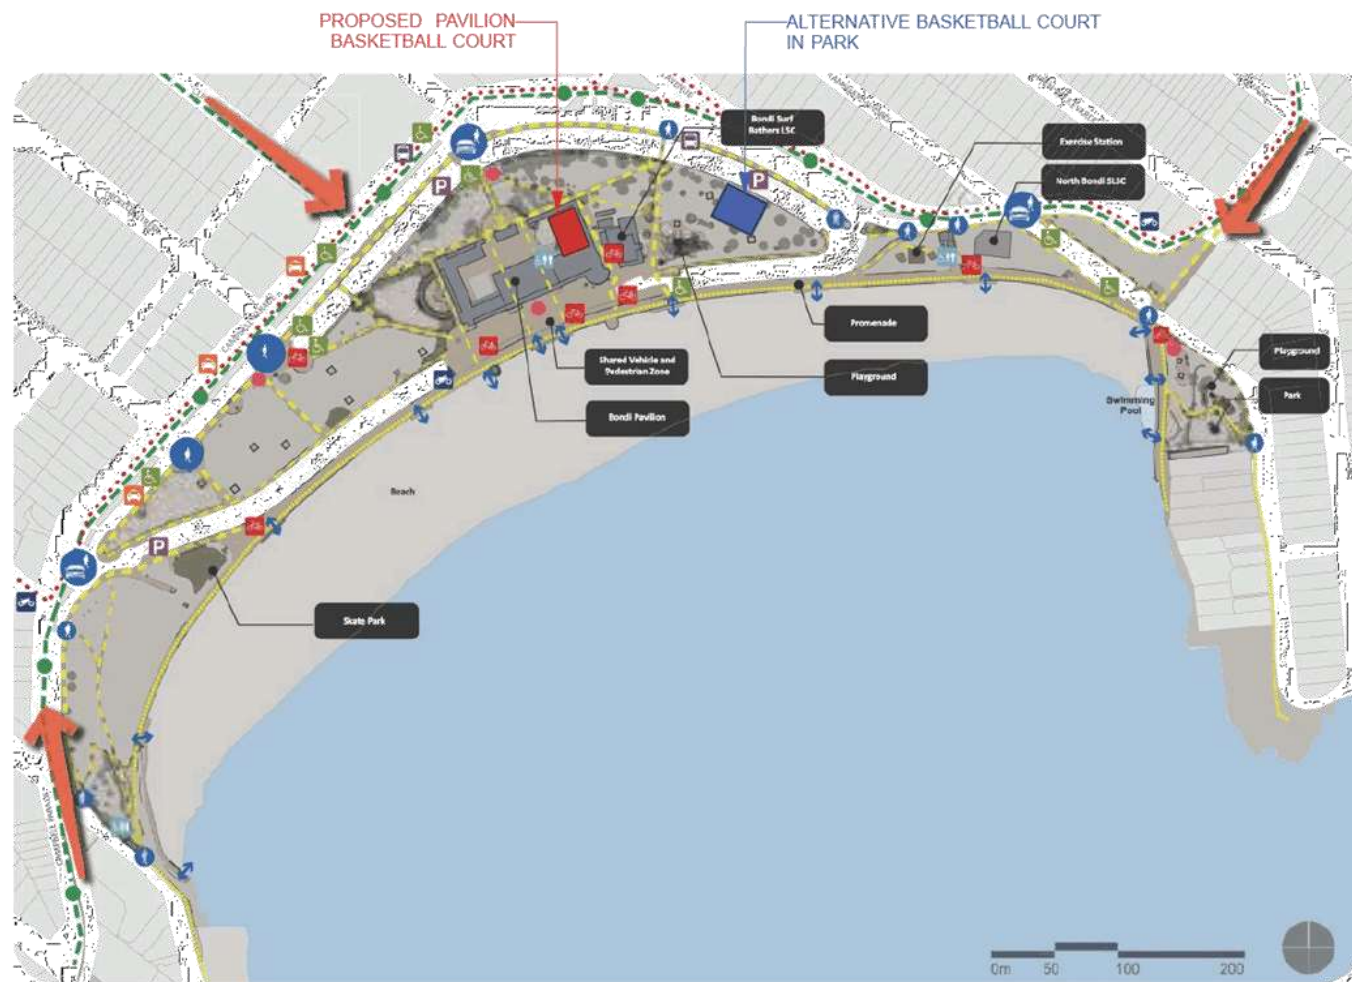 PROPOSED PAVILION
BASKETBALL COURT
ALTERNATIVE BASKETBALL COURT
IN PARK
Bondi Surf
Bathers LSC
Exercise Station
North Bondi SLSC
P
P
Promenade
Playground
Shared Vehicle and
Pedestrian Zone
Bondi Pavilion
Playground
Park
Swimming
Pool
Beach
P
Skate Park
0m 50 100 200